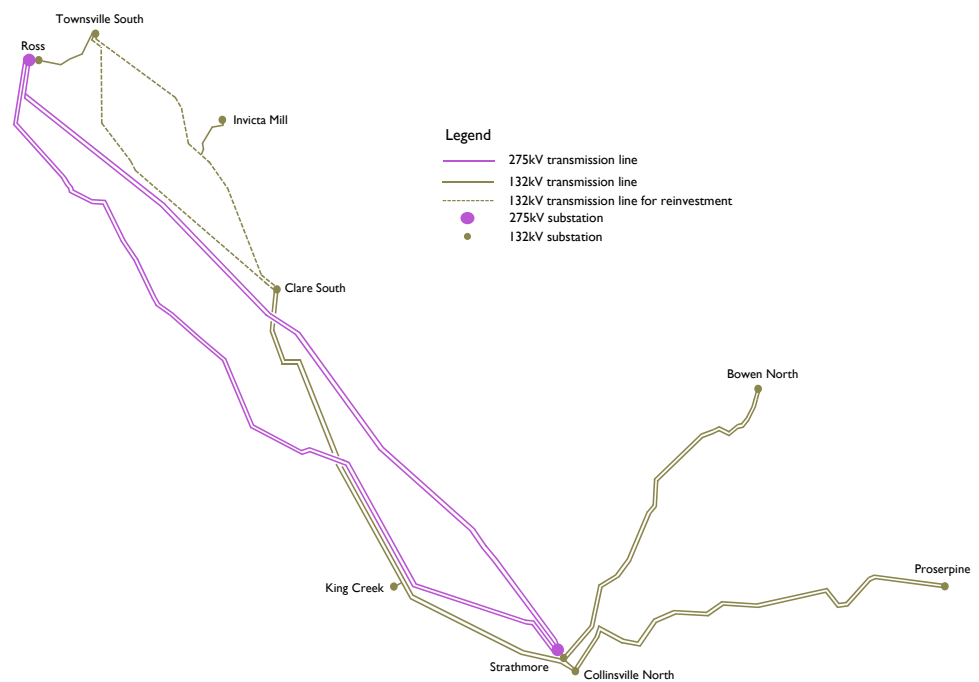 Townsville South
Ross
Invicta Mill
Legend
275kV transmission line
132kV transmission line
132kV transmission line for reinvestment
275kV substation
132kV substation
Clare South
Bowen North
Proserpine
King Creek
Strathmore
Collinsville North